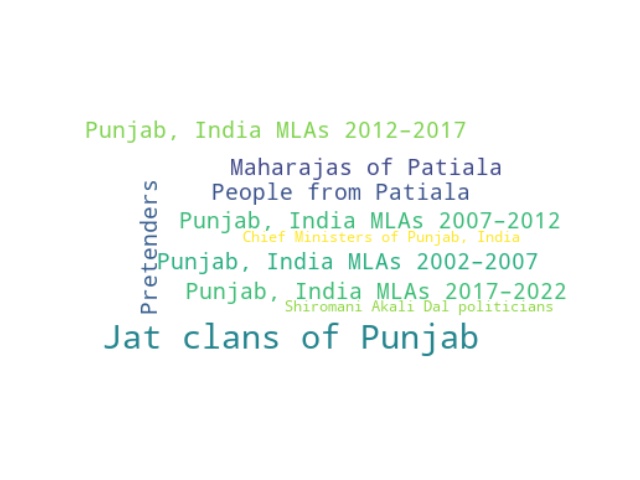 Punjab, India MLAs 2012–2017
Maharajas of Patiala
Pretenders
People from Patiala
Punjab, India MLAs 2007–2012
Chief Ministers of Punjab, India
Punjab, India MLAs 2002–2007
Punjab, India MLAs 2017–2022
Shiromani Akali Dal politicians
Jat clans of Punjab